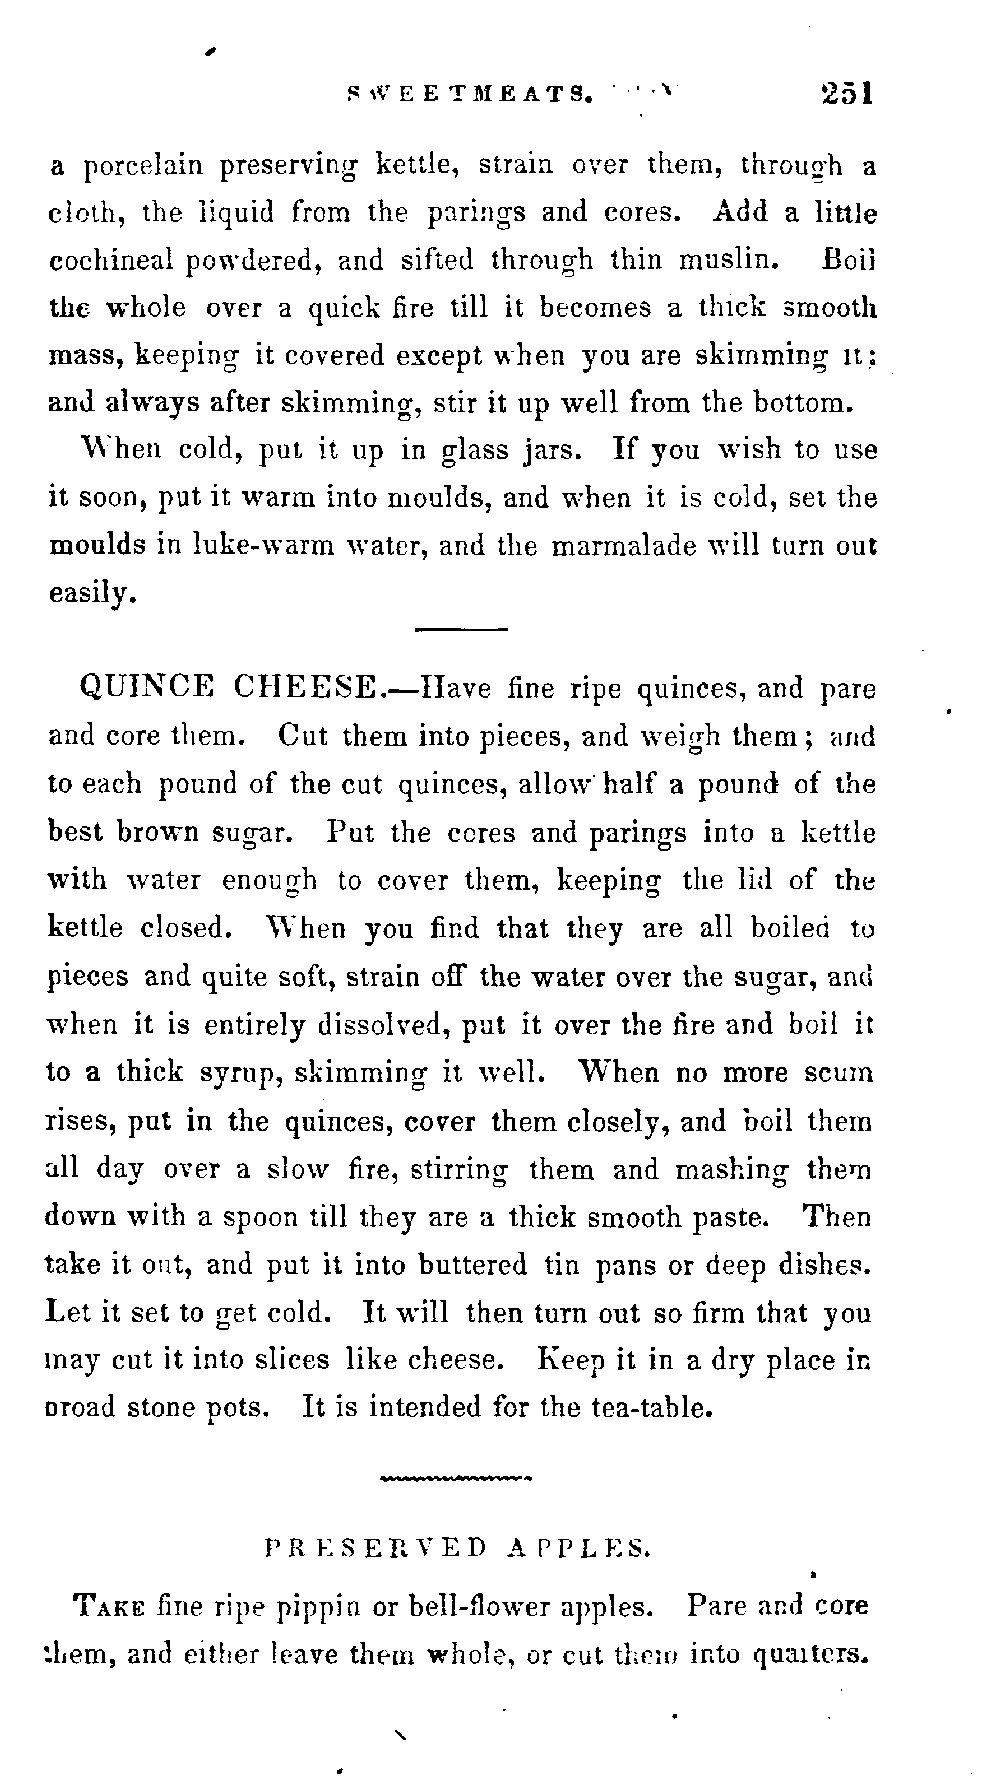 SWEETMEATS. 251
a porcelain preserving kettle, strain over them, through a
cloth, the liquid from the parings and cores. Add a little
cochineal powdered, and sifted through thin muslin. Boil
the whole over a quick fire till it becomes a thick smooth
mass, keeping it covered except when you are skimming it;
and always after skimming, stir it up well from the bottom.
When cold, put it up in glass jars. If you wish to use
it soon, put it warm into moulds, and when it is cold, set the
moulds in luke-warm water, and the marmalade will turn out
easily.
QUINCE CHEESE.—Have fine ripe quinces, and pare
and core them. Cut them into pieces, and weigh them; and
to each pound of the cut quinces, allow half a pound of the
best brown sugar. Put the cores and parings into a kettle
with water enough to cover them, keeping the lid of the
kettle closed. When you find that they are all boiled to
pieces and quite soft, strain off the water over the sugar, and
when it is entirely dissolved, put it over the fire and boil it
to a thick syrup, skimming it well. When no more scum
rises, put in the quinces, cover them closely, and boil them
all day over a slow fire, stirring them and mashing them
down with a spoon till they are a thick smooth paste. Then
take it out, and put it into buttered tin pans or deep dishes.
Let it set to get cold. It will then turn out so firm that you
may cut it into slices like cheese. Keep it in a dry place in
broad stone pots. It is intended for the tea-table.
PRESERVED APPLES.
TAKE fine ripe pippin or bell-flower apples. Pare and core
them, and either leave them whole, or cut them into quarters.